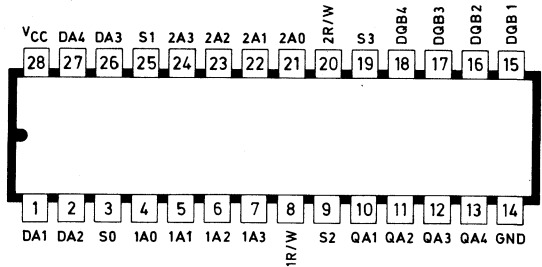 VCC DA4 DA3 S1 2A3 2A2 2A1 2A0 2R/W S3 DQB4 DQB3 DQB2 DQB1
28 27 26 25 24 23 22 21 20 19 18 17 16 15
1 2 3 4 5 6 7 8 9 10 11 12 13 14
DA1 DA2 S0 1A0 1A1 1A2 1A3 1R/W S2 QA1 QA2 QA3 QA4 GND